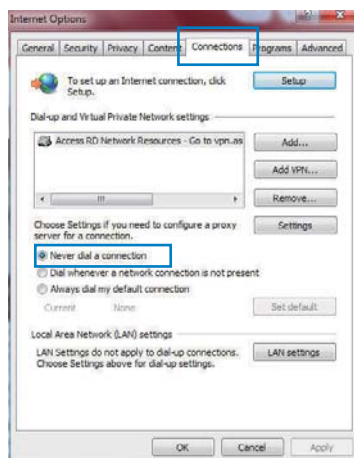 Internet Options
General Security Privacy Content Connections Programs Advanced
To set up an Internet connection, click
Setup.
Setup
Dial-up and Virtual Private Network settings
Access RD Network Resources - Go to vpn.as
Add...
Add VPN...
Remove...
Choose Settings if you need to configure a proxy
server for a connection.
Settings
Never dial a connection
Dial whenever a network connection is not present
Always dial my default connection
Current None
Set default
Local Area Network (LAN) settings
LAN Settings do not apply to dial-up connections.
Choose Settings above for dial-up settings.
LAN settings
OK Cancel Apply